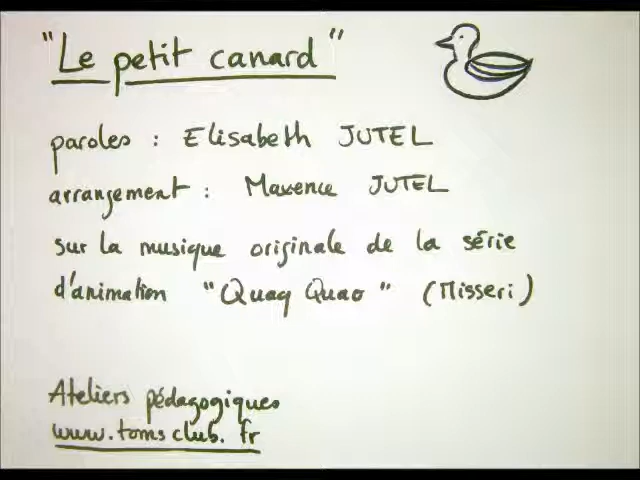 "Le petit canard"
paroles : Elisabeth JUTEL
arrangement : Maxence JUTEL
sur la musique originale de la série
d'animation "Quaq Quao" (Misseri)
Ateliers pédagogiques
www.tomsclub.fr